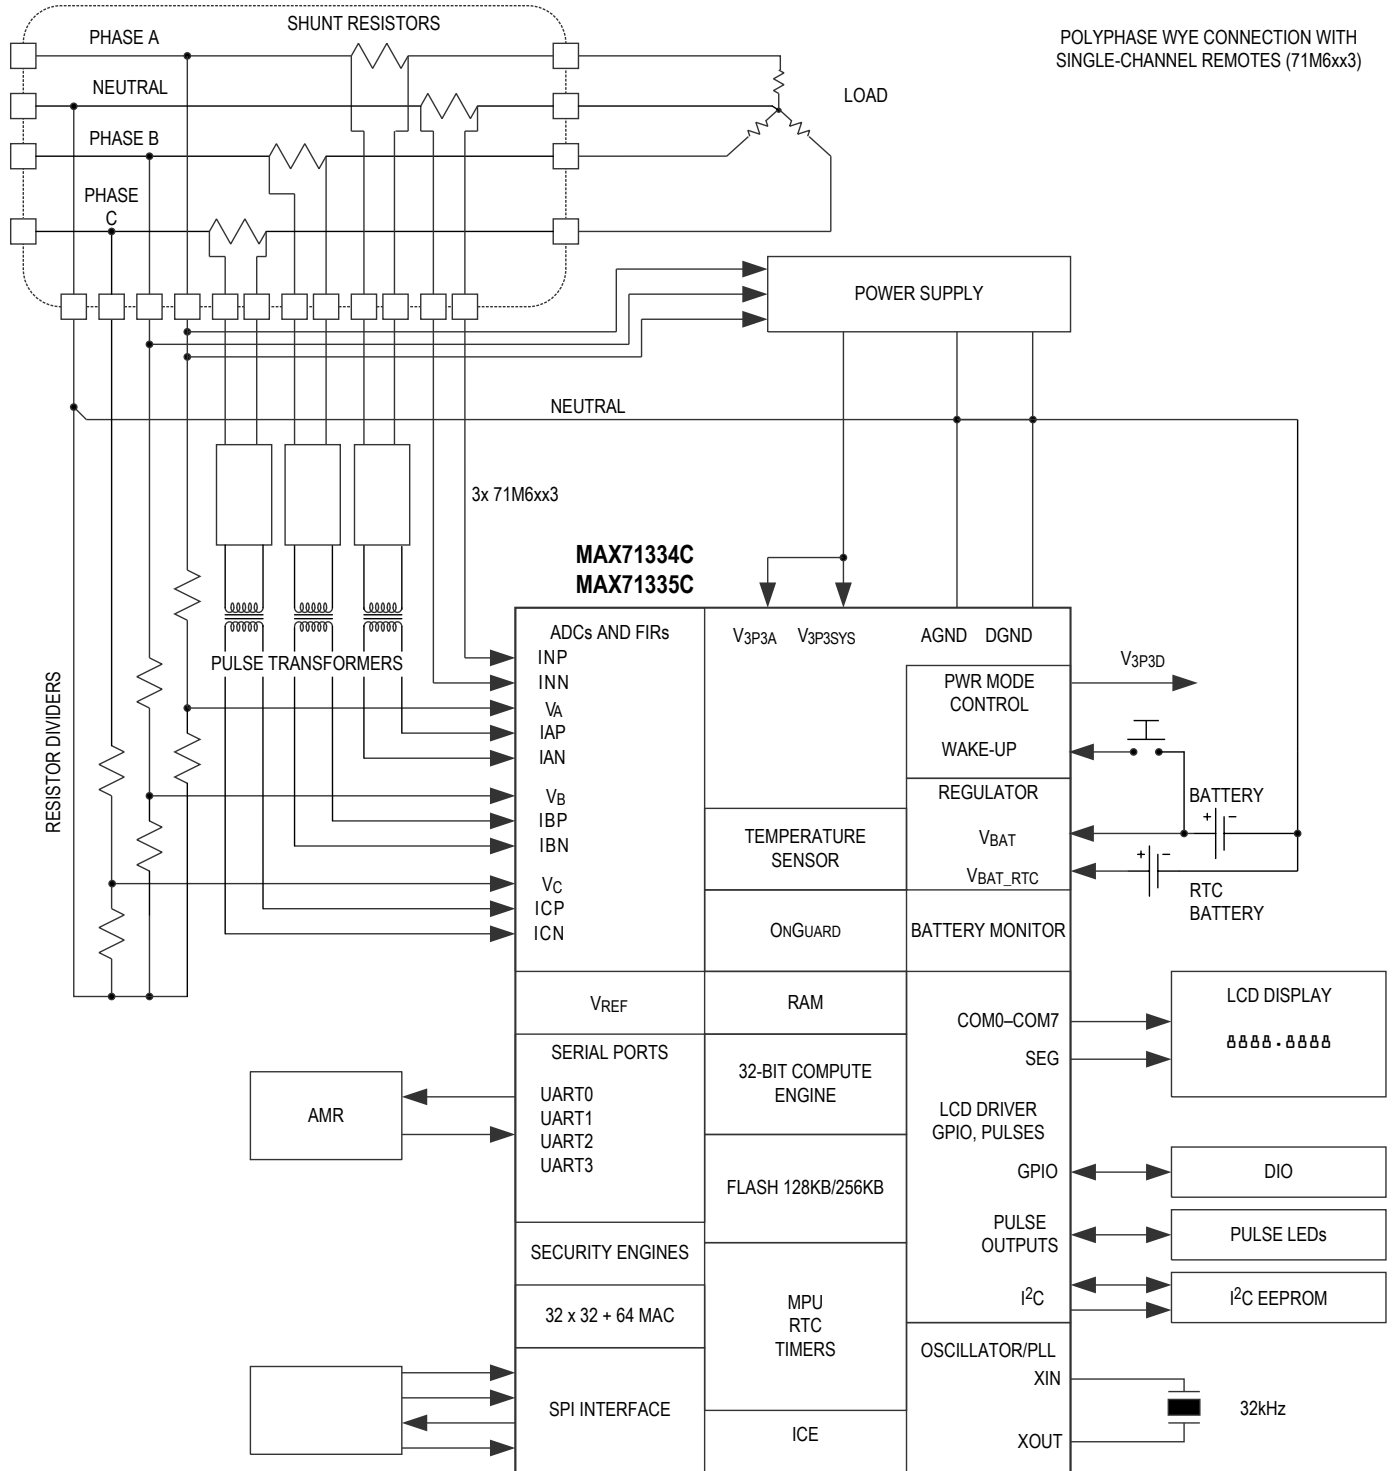 SHUNT RESISTORS
PHASE A
NEUTRAL
PHASE B
PHASE
C
POLYPHASE WYE CONNECTION WITH
SINGLE-CHANNEL REMOTES (71M6xx3)
LOAD
POWER SUPPLY
NEUTRAL
3x 71M6xx3
MAX71334C
MAX71335C
PULSE TRANSFORMERS
RESISTOR DIVIDERS
ADCs AND FIRs
INP
INN
VA
IAP
IAN
VB
IBP
IBN
VC
ICP
ICN
V3P3A
V3P3SYS
AGND
DGND
PWR MODE
CONTROL
WAKE-UP
V3P3D
REGULATOR
VBAT
VBAT_RTC
BATTERY
+ −
+ −
RTC
BATTERY
TEMPERATURE
SENSOR
ONGUARD
BATTERY MONITOR
VREF
RAM
SERIAL PORTS
UART0
UART1
UART2
UART3
AMR
32-BIT COMPUTE
ENGINE
FLASH 128KB/256KB
COM0–COM7
SEG
LCD DRIVER
GPIO, PULSES
GPIO
PULSE
OUTPUTS
I2C
LCD DISPLAY
8888.8888
DIO
PULSE LEDs
I2C EEPROM
SECURITY ENGINES
32 x 32 + 64 MAC
MPU
RTC
TIMERS
OSCILLATOR/PLL
XIN
XOUT
32kHz
SPI INTERFACE
ICE